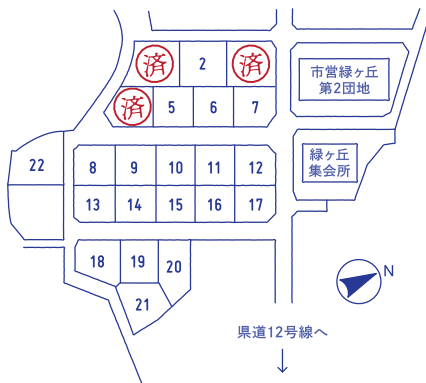 済 2 済
済 5 6 7
市営緑ヶ丘
第2団地
緑ヶ丘
集会所
22
8 9 10 11 12
13 14 15 16 17
18 19 20
21
N
県道12号線へ